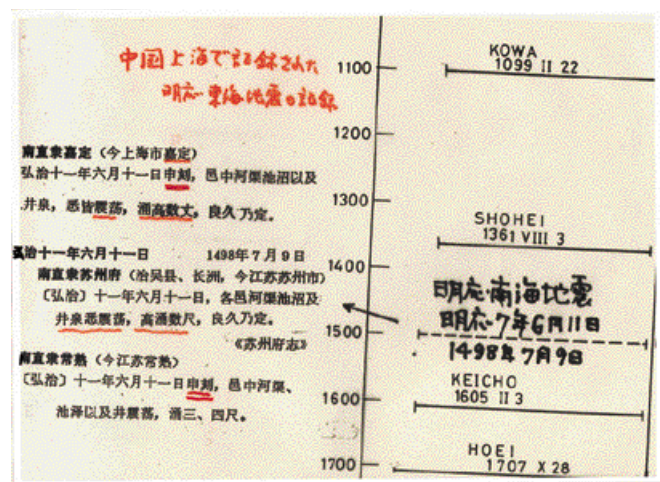 中国上海で記録された
明応・東海地震の記録
南直隶嘉定（今上海市嘉定）
弘治十一年六月十一日申刻，邑中河渠池沼以及
井泉，悉皆震荡，涌高数丈，良久乃定。
弘治十一年六月十一日 1498年7月9日
南直隶苏州府（治吴县、长洲，今江苏苏州市）
〔弘治〕十一年六月十一日，各邑河渠池沼及
井泉悉震荡，高涌数尺，良久乃定。
《苏州府志》
南直隶常熟（今江苏常熟）
〔弘治〕十一年六月十一日申刻，邑中河渠、
池泽以及井震荡，涌三、四尺。
1100
1200
1300
1400
1500
1600
1700
KOWA
1099 II 22
SHOHEI
1361 VIII 3
明応・南海地震
明応7年6月11日
1498年7月9日
KEICHO
1605 II 3
HOEI
1707 X 28